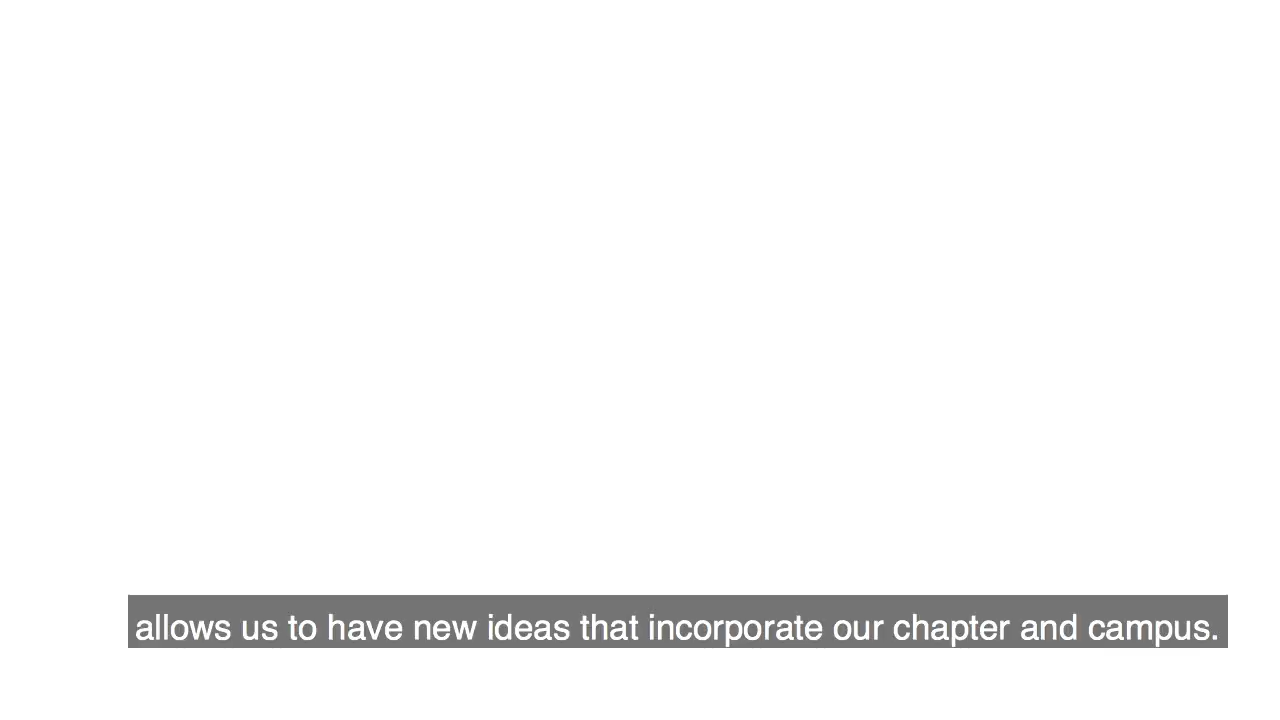 allows us to have new ideas that incorporate our chapter and campus.